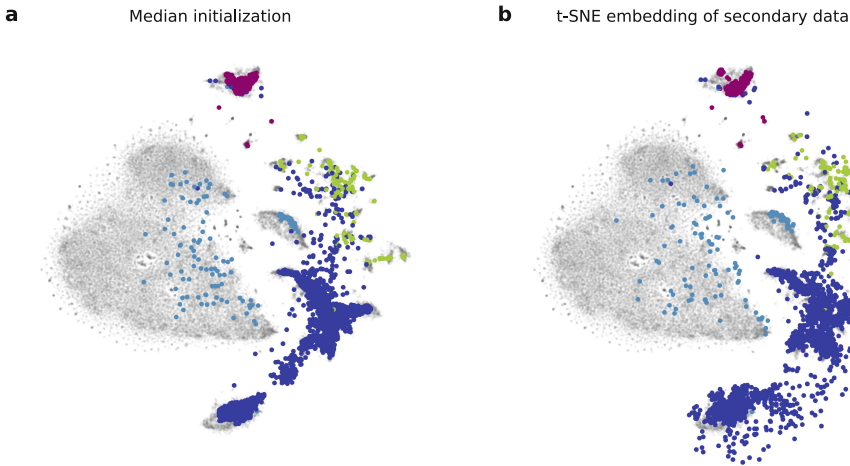 a Median initialization
b t-SNE embedding of secondary data